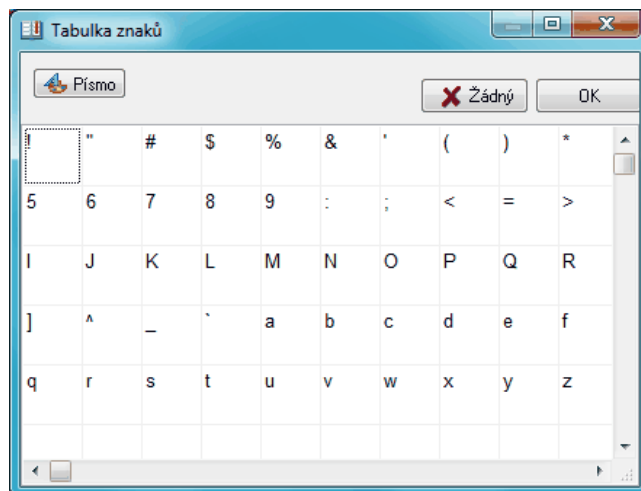 Tabulka znaků
Písmo
Žádný OK
! " # $ % & ' ( ) *
5 6 7 8 9 : ; < = >
I J K L M N O P Q R
] ^ _ ` a b c d e f
q r s t u v w x y z